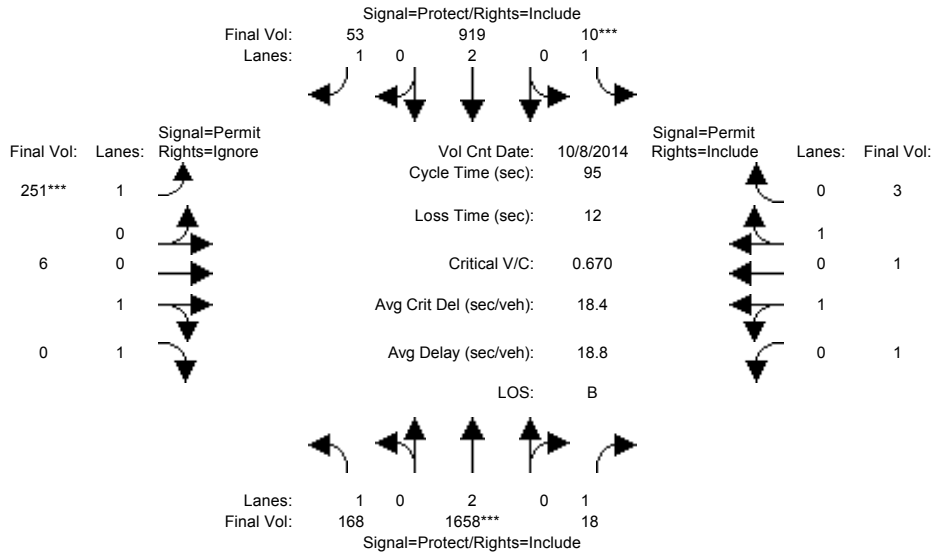 Signal=Protect/Rights=Include
Final Vol: 53 919 10***
Lanes: 1 0 2 0 1
Signal=Permit Signal=Permit
Final Vol: Lanes: Rights=Ignore Vol Cnt Date: 10/8/2014 Rights=Include Lanes: Final Vol:
Cycle Time (sec): 95
251*** 1 0 3
Loss Time (sec): 12
0 1
6 0 Critical V/C: 0.670 0 1
1 Avg Crit Del (sec/veh): 18.4 1
0 1 Avg Delay (sec/veh): 18.8 0 1
LOS: B
Lanes: 1 0 2 0 1
Final Vol: 168 1658*** 18
Signal=Protect/Rights=Include